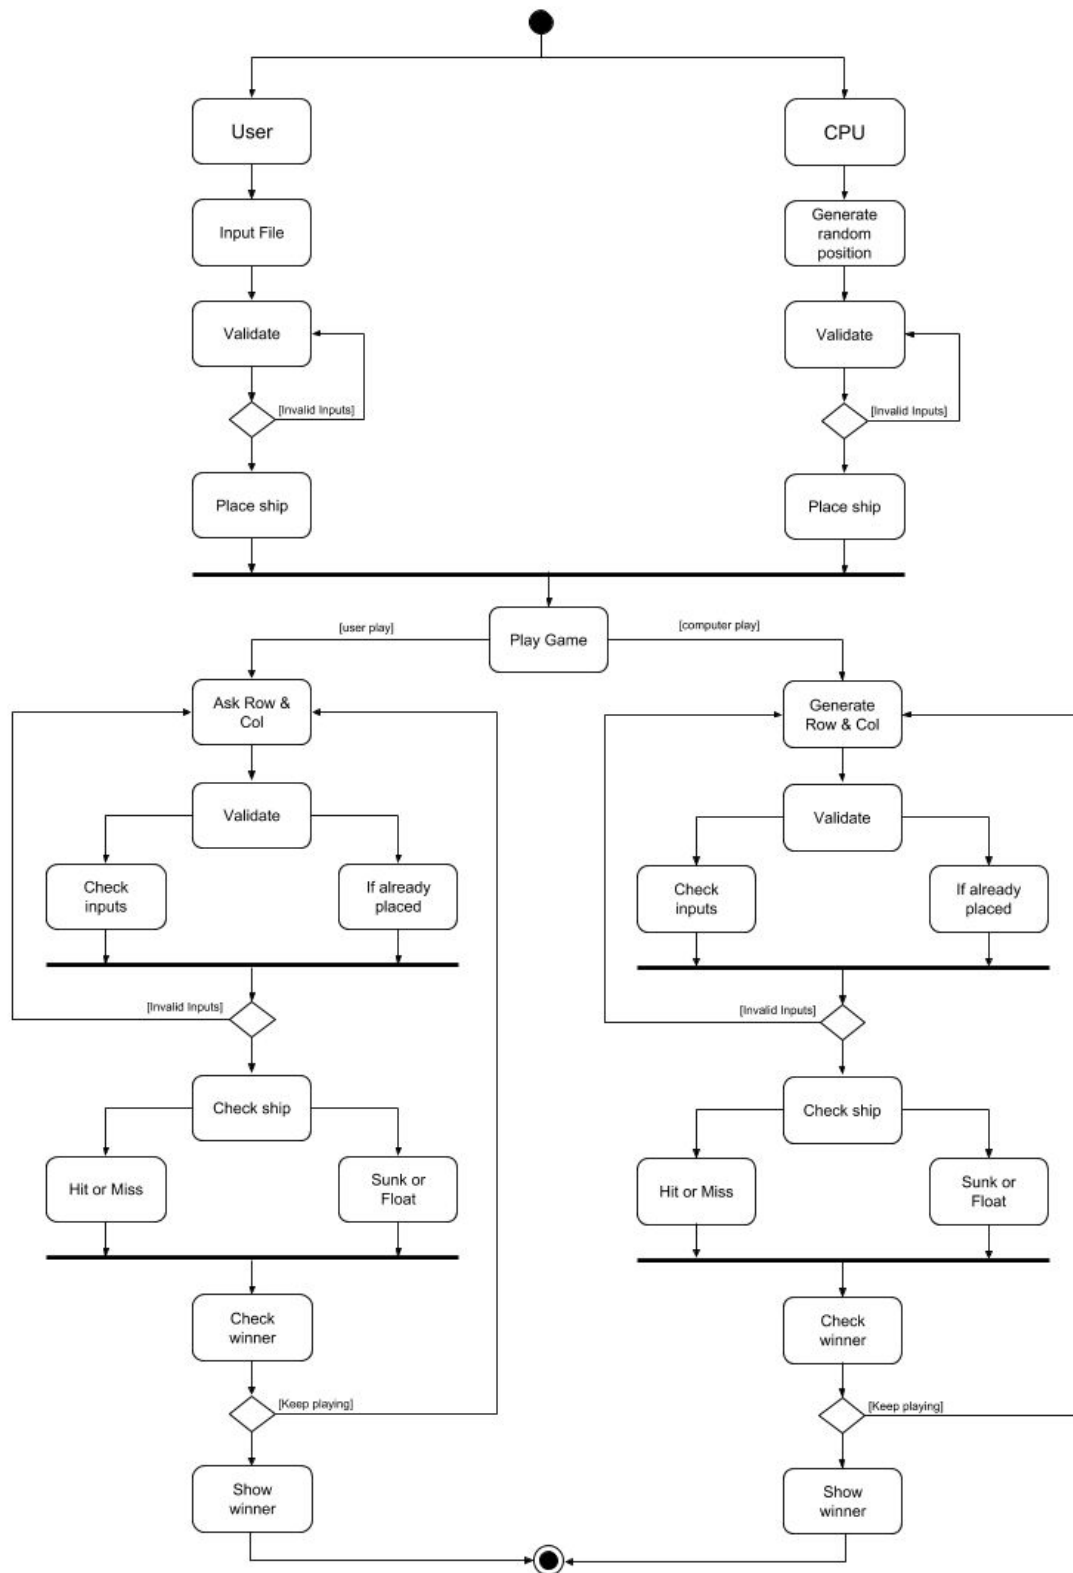 User
CPU
Input File
Generate
random
position
Validate
Validate
[Invalid Inputs]
[Invalid Inputs]
Place ship
Place ship
[user play]
Play Game
[computer play]
Ask Row &
Col
Generate
Row & Col
Validate
Validate
Check
inputs
If already
placed
Check
inputs
If already
placed
[Invalid Inputs]
[Invalid Inputs]
Check ship
Check ship
Hit or Miss
Sunk or
Float
Hit or Miss
Sunk or
Float
Check
winner
Check
winner
[Keep playing]
[Keep playing]
Show
winner
Show
winner